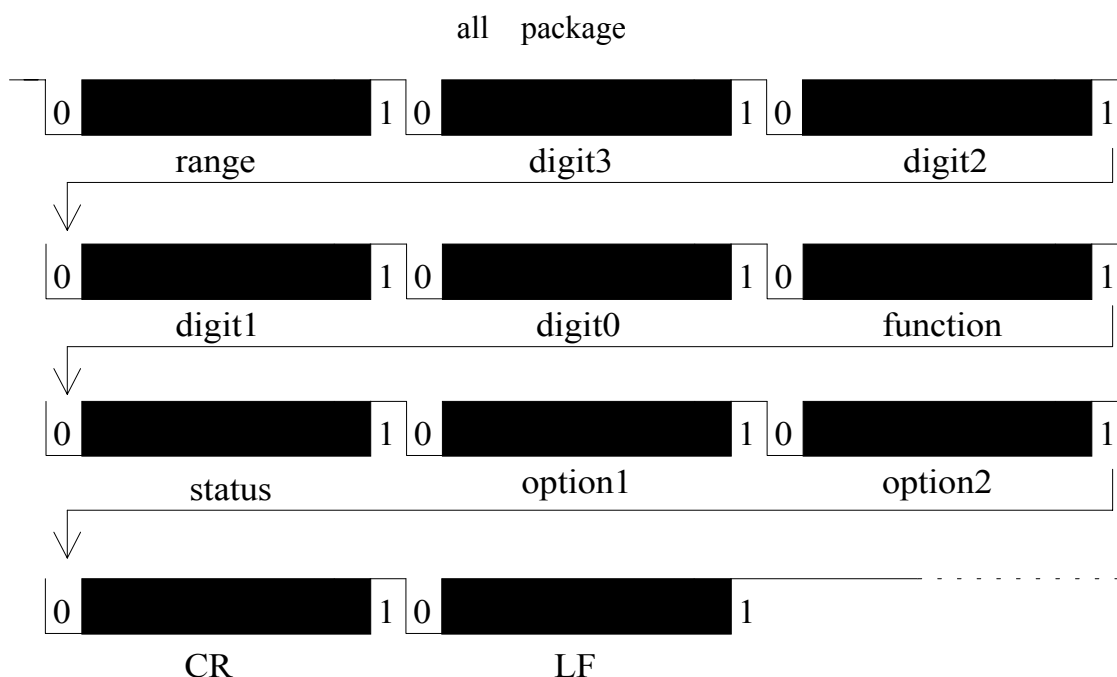 all package
0 1 0 1 0 1
range digit3 digit2
0 1 0 1 0 1
digit1 digit0 function
0 1 0 1 0 1
status option1 option2
0 1 0 1
CR LF